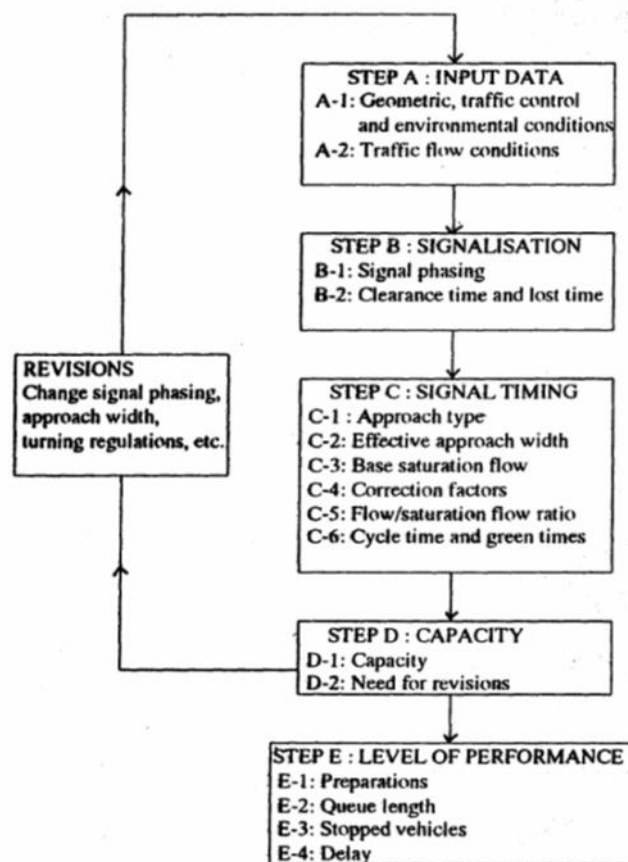 STEP A : INPUT DATA
A-1: Geometric, traffic control
and environmental conditions
A-2: Traffic flow conditions
STEP B : SIGNALISATION
B-1: Signal phasing
B-2: Clearance time and lost time
REVISIONS
Change signal phasing,
approach width,
turning regulations, etc.
STEP C : SIGNAL TIMING
C-1 : Approach type
C-2: Effective approach width
C-3: Base saturation flow
C-4: Correction factors
C-5: Flow/saturation flow ratio
C-6: Cycle time and green times
STEP D : CAPACITY
D-1: Capacity
D-2: Need for revisions
STEP E : LEVEL OF PERFORMANCE
E-1: Preparations
E-2: Queue length
E-3: Stopped vehicles
E-4: Delay